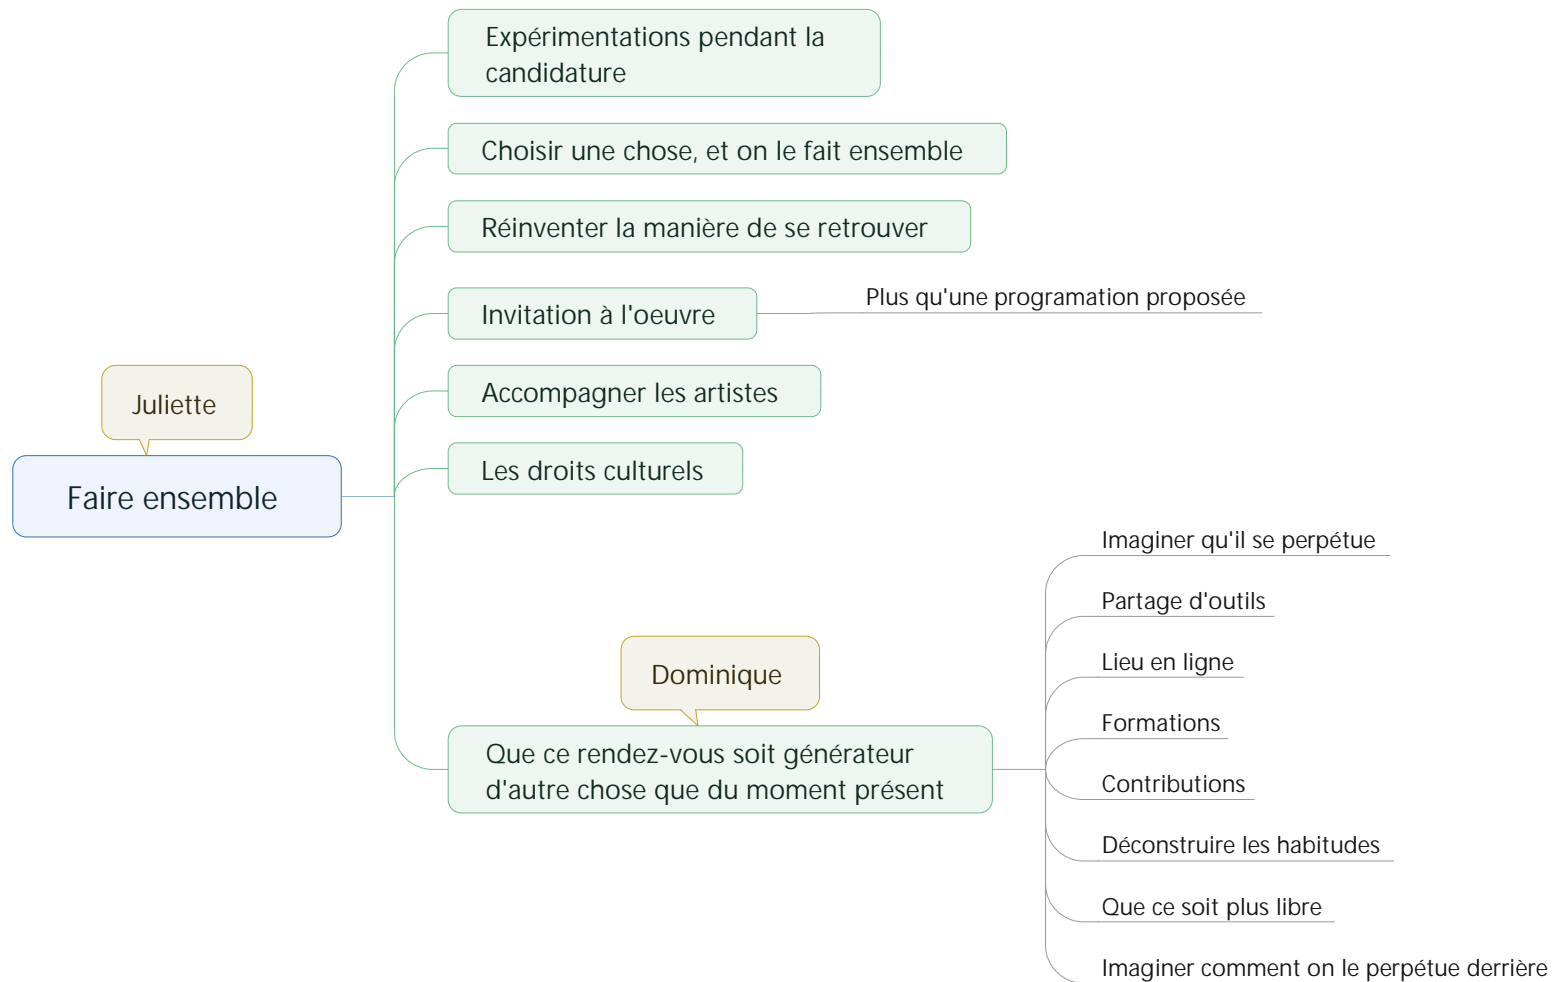 Expérimentations pendant la
candidature
Choisir une chose, et on le fait ensemble
Réinventer la manière de se retrouver
Invitation à l'oeuvre
Plus qu'une programation proposée
Accompagner les artistes
Les droits culturels
Juliette
Faire ensemble
Dominique
Que ce rendez-vous soit générateur
d'autre chose que du moment présent
Imaginer qu'il se perpétue
Partage d'outils
Lieu en ligne
Formations
Contributions
Déconstruire les habitudes
Que ce soit plus libre
Imaginer comment on le perpétue derrière